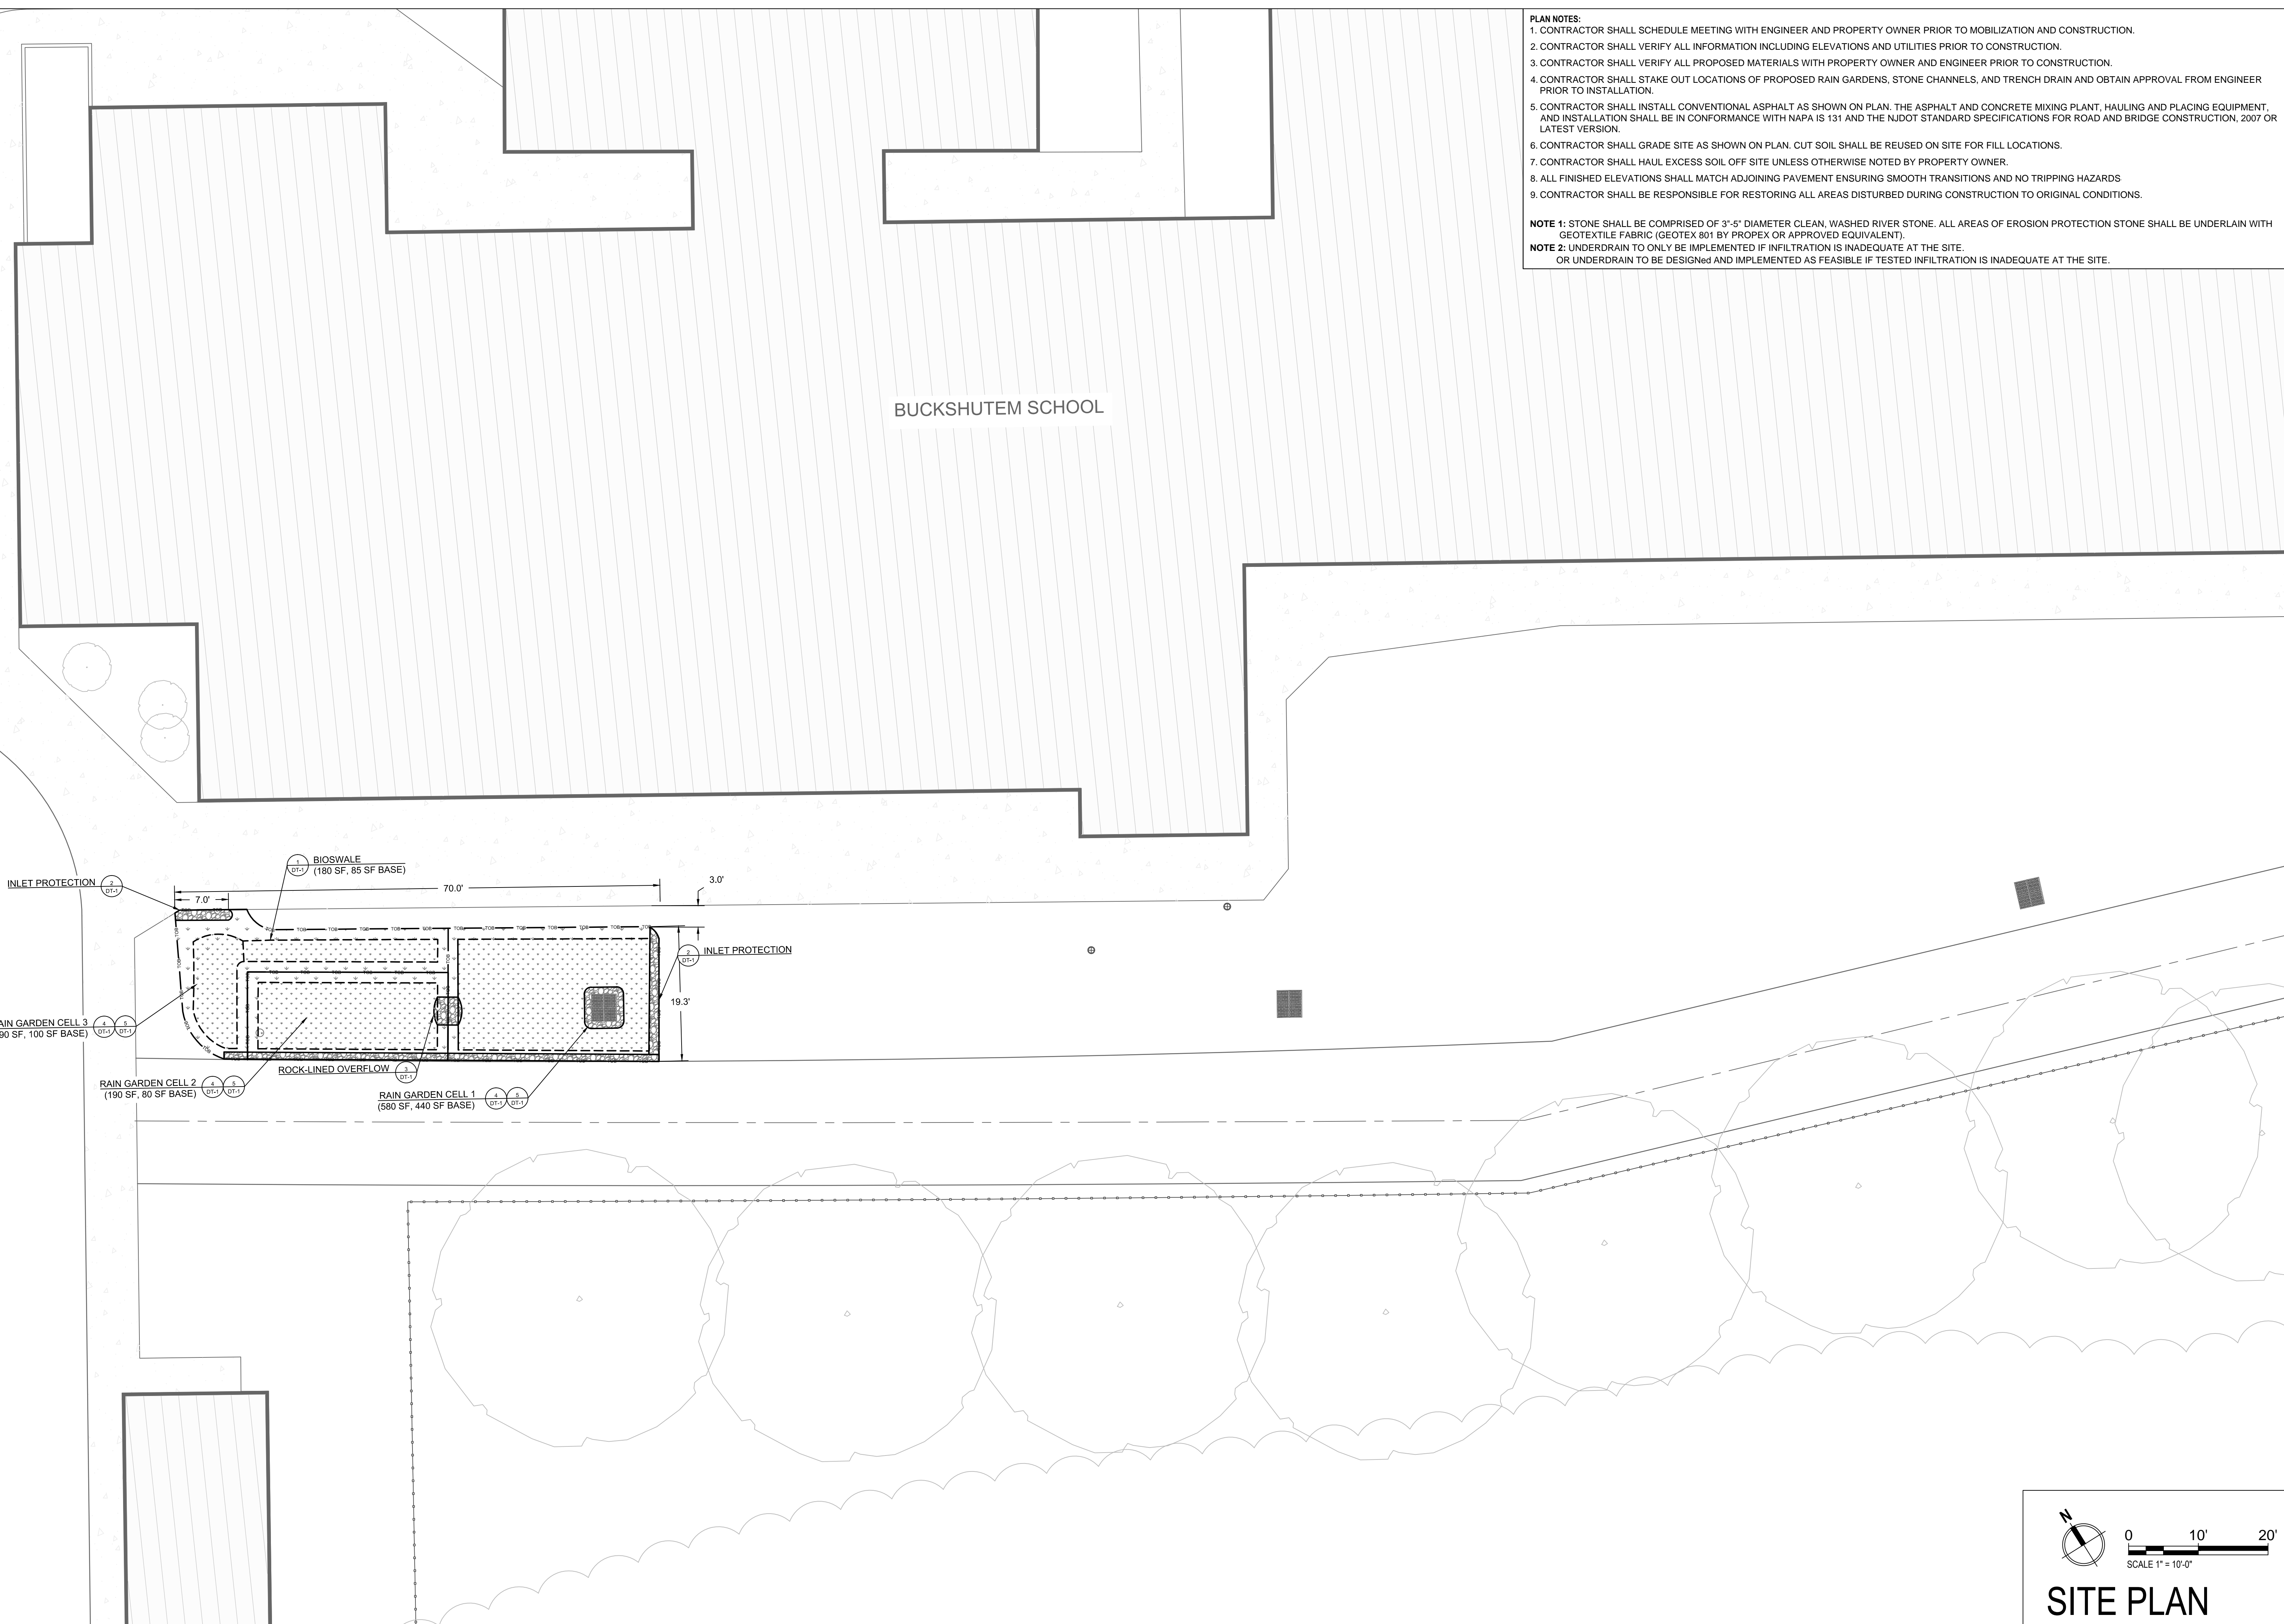 PLAN NOTES:
1. CONTRACTOR SHALL SCHEDULE MEETING WITH ENGINEER AND PROPERTY OWNER PRIOR TO MOBILIZATION AND CONSTRUCTION.
2. CONTRACTOR SHALL VERIFY ALL INFORMATION INCLUDING ELEVATIONS AND UTILITIES PRIOR TO CONSTRUCTION.
3. CONTRACTOR SHALL VERIFY ALL PROPOSED MATERIALS WITH PROPERTY OWNER AND ENGINEER PRIOR TO CONSTRUCTION.
4. CONTRACTOR SHALL STAKE OUT LOCATIONS OF PROPOSED RAIN GARDENS, STONE CHANNELS, AND TRENCH DRAIN AND OBTAIN APPROVAL FROM ENGINEER
PRIOR TO INSTALLATION.
5. CONTRACTOR SHALL INSTALL CONVENTIONAL ASPHALT AS SHOWN ON PLAN. THE ASPHALT AND CONCRETE MIXING PLANT, HAULING AND PLACING EQUIPMENT,
AND INSTALLATION SHALL BE IN CONFORMANCE WITH NAPA IS 131 AND THE NJDOT STANDARD SPECIFICATIONS FOR ROAD AND BRIDGE CONSTRUCTION, 2007 OR
LATEST VERSION.
6. CONTRACTOR SHALL GRADE SITE AS SHOWN ON PLAN. CUT SOIL SHALL BE REUSED ON SITE FOR FILL LOCATIONS.
7. CONTRACTOR SHALL HAUL EXCESS SOIL OFF SITE UNLESS OTHERWISE NOTED BY PROPERTY OWNER.
8. ALL FINISHED ELEVATIONS SHALL MATCH ADJOINING PAVEMENT ENSURING SMOOTH TRANSITIONS AND NO TRIPPING HAZARDS
9. CONTRACTOR SHALL BE RESPONSIBLE FOR RESTORING ALL AREAS DISTURBED DURING CONSTRUCTION TO ORIGINAL CONDITIONS.
NOTE 1: STONE SHALL BE COMPRISED OF 3"-5" DIAMETER CLEAN, WASHED RIVER STONE. ALL AREAS OF EROSION PROTECTION STONE SHALL BE UNDERLAIN WITH
GEOTEXTILE FABRIC (GEOTEX 801 BY PROPEX OR APPROVED EQUIVALENT).
NOTE 2: UNDERDRAIN TO ONLY BE IMPLEMENTED IF INFILTRATION IS INADEQUATE AT THE SITE.
OR UNDERDRAIN TO BE DESIGNed AND IMPLEMENTED AS FEASIBLE IF TESTED INFILTRATION IS INADEQUATE AT THE SITE.
BUCKSHUTEM SCHOOL
1 DT-1 BIOSWALE
(180 SF, 85 SF BASE)
INLET PROTECTION 2 DT-1
70.0'
3.0'
7.0'
2 DT-1 INLET PROTECTION
19.3'
AIN GARDEN CELL 3 4 DT-1 5 DT-1
90 SF, 100 SF BASE)
ROCK-LINED OVERFLOW 3 DT-1
RAIN GARDEN CELL 2 4 DT-1 5 DT-1
(190 SF, 80 SF BASE)
RAIN GARDEN CELL 1 4 DT-1 5 DT-1
(580 SF, 440 SF BASE)
N
0 10' 20'
SCALE 1" = 10'-0"
SITE PLAN